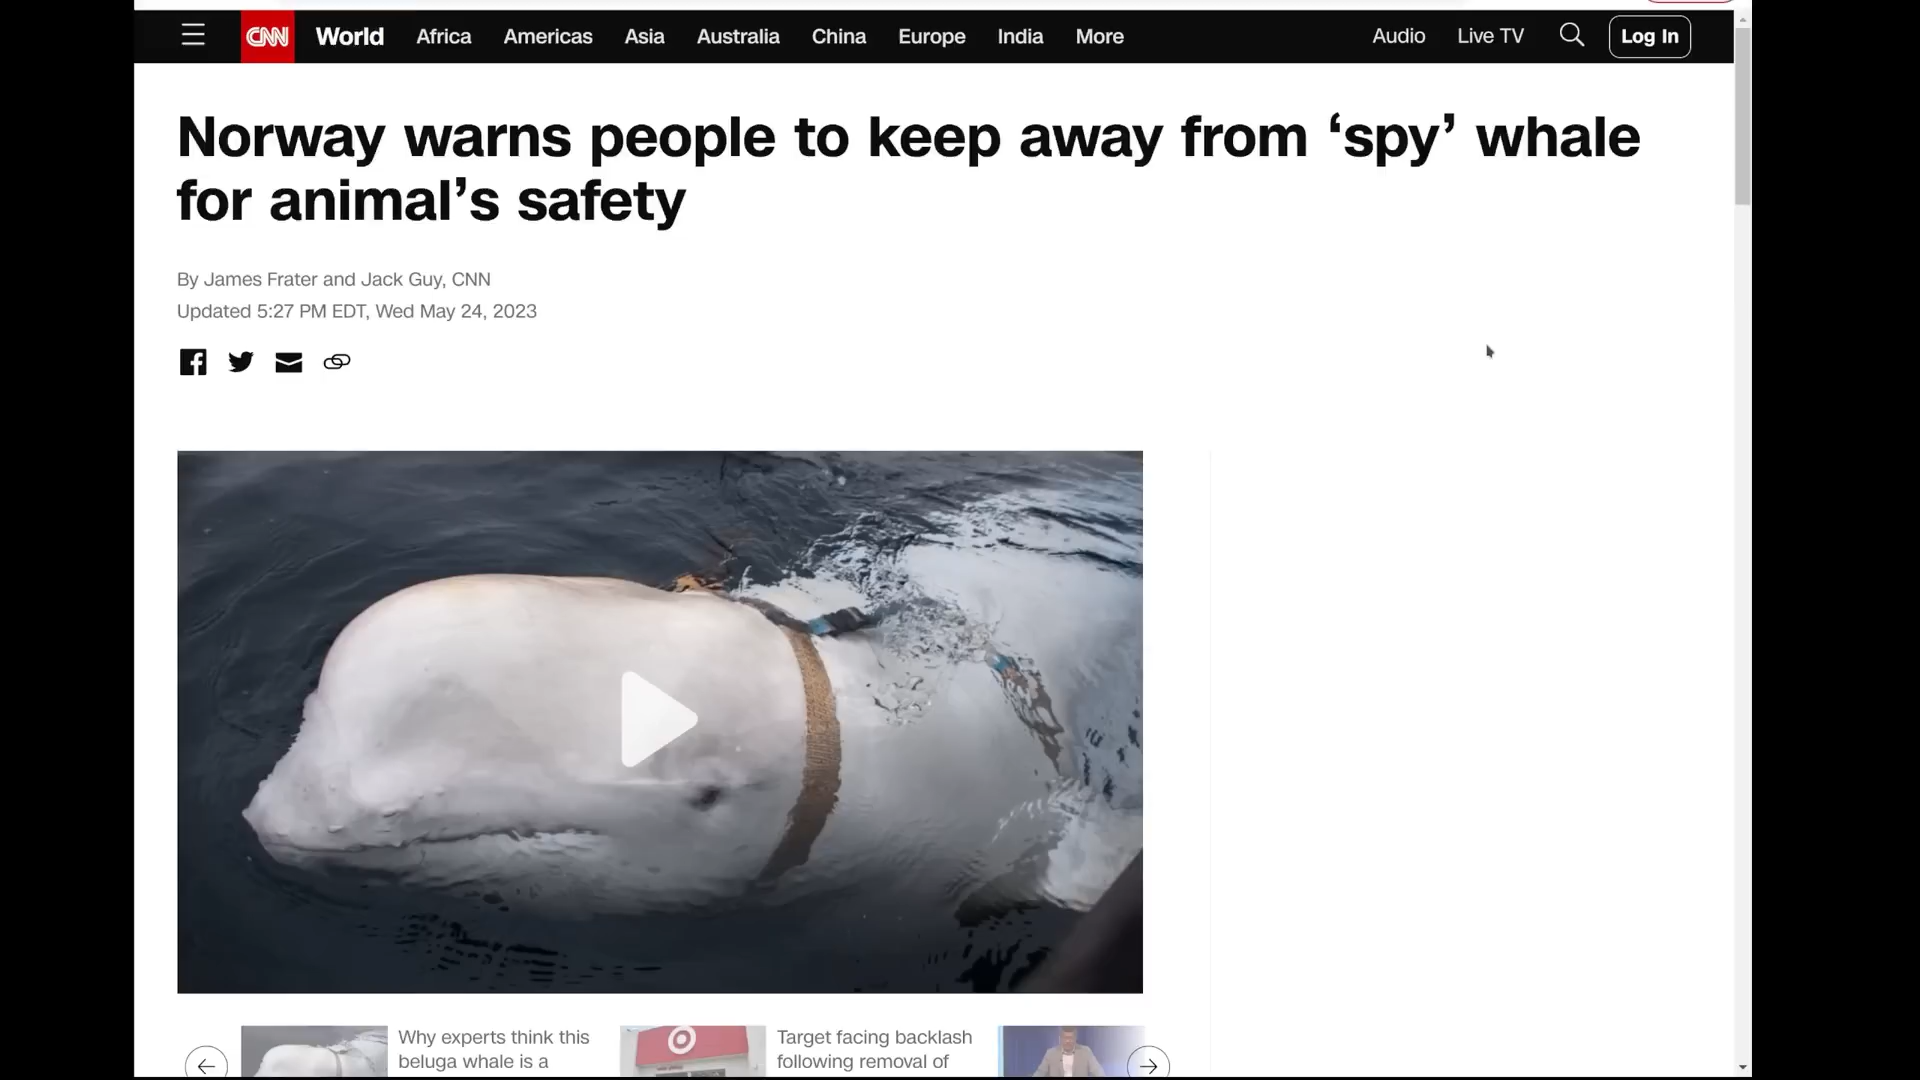 CNN World Africa Americas Asia Australia China Europe India More Audio Live TV Log In
Norway warns people to keep away from ‘spy’ whale
for animal’s safety
By James Frater and Jack Guy, CNN
Updated 5:27 PM EDT, Wed May 24, 2023
Why experts think this
beluga whale is a
Target facing backlash
following removal of